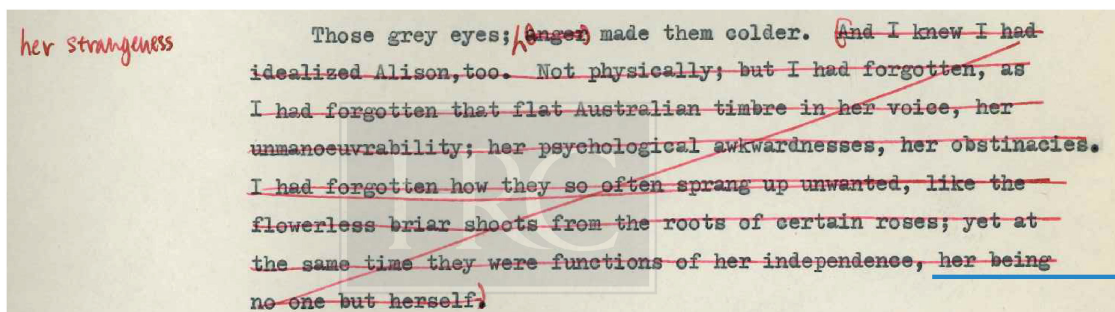 her strangeness
Those grey eyes; anger made them colder. And I knew I had
idealized Alison,too. Not physically; but I had forgotten, as
I had forgotten that flat Australian timbre in her voice, her
unmanoeuvrability; her psychological awkwardnesses, her obstinacies.
I had forgotten how they so often sprang up unwanted, like the
flowerless briar shoots from the roots of certain roses; yet at
the same time they were functions of her independence, her being
no one but herself.
HRC